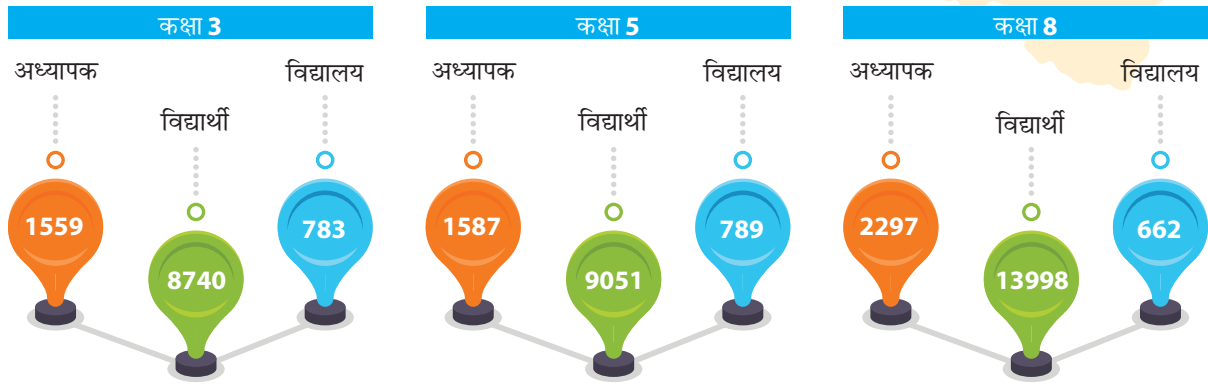 कक्षा 3
अध्यापक
विद्यार्थी
विद्यालय
1559
8740
783
कक्षा 5
अध्यापक
विद्यार्थी
विद्यालय
1587
9051
789
कक्षा 8
अध्यापक
विद्यार्थी
विद्यालय
2297
13998
662